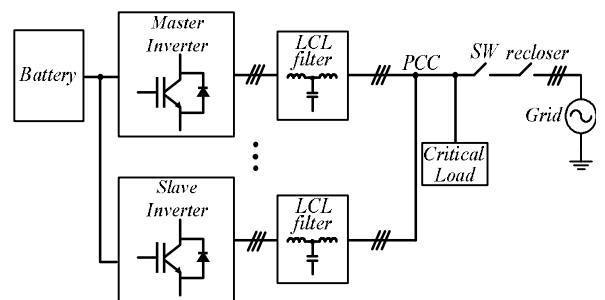 Master
Inverter
LCL
filter
Battery
PCC
SW recloser
Grid
Critical
Load
Slave
Inverter
LCL
filter